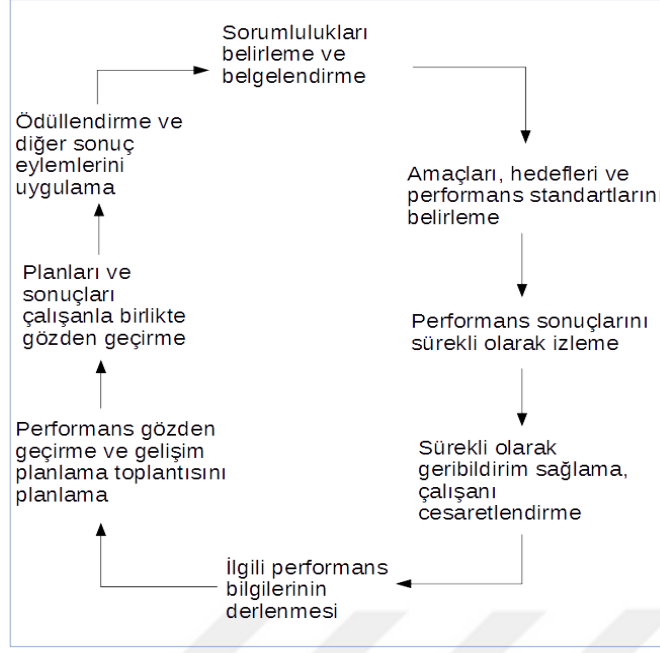 Sorumlulukları
belirleme ve
belgelendirme
Amaçları, hedefleri ve
performans standartlarını
belirleme
Performans sonuçlarını
sürekli olarak izleme
Sürekli olarak
geribildirim sağlama,
çalışanı
cesaretlendirme
İlgili performans
bilgilerinin
derlenmesi
Performans gözden
geçirme ve gelişim
planlama toplantısını
planlama
Planları ve
sonuçları
çalışanla birlikte
gözden geçirme
Ödüllendirme ve
diğer sonuç
eylemlerini
uygulama